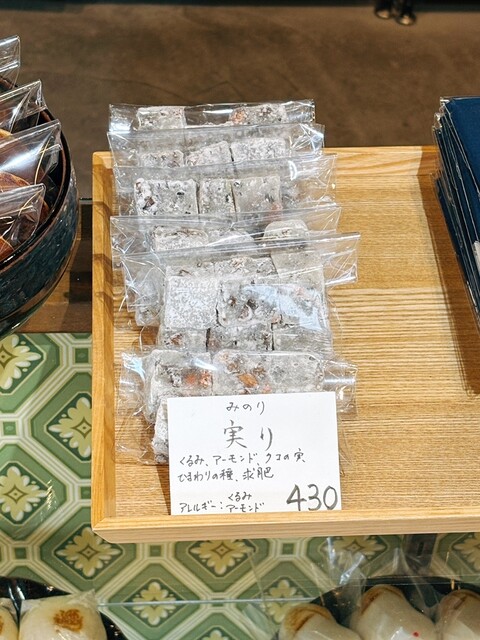 みのり
実り
くるみ、アーモンド、クコの実、
ひまわりの種、求肥
アレルギー：くるみ
アーモンド
430